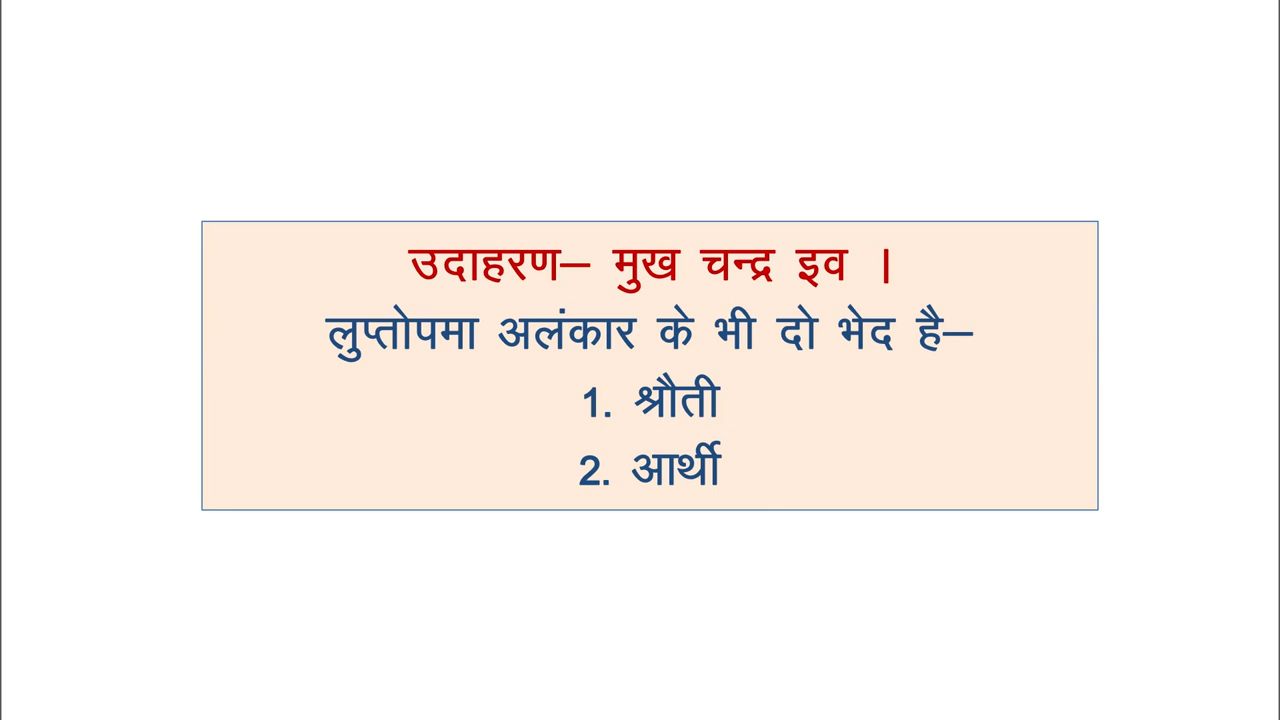 उदाहरण– मुख चन्द्र इव ।
लुप्तोपमा अलंकार के भी दो भेद है–
1. श्रौती
2. आर्थी